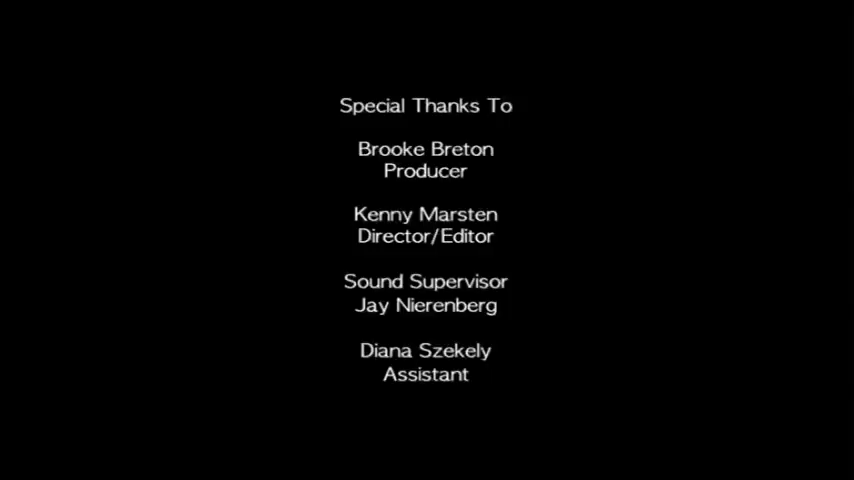 Special Thanks To
Brooke Breton
Producer
Kenny Marsten
Director/Editor
Sound Supervisor
Jay Nierenberg
Diana Szekely
Assistant